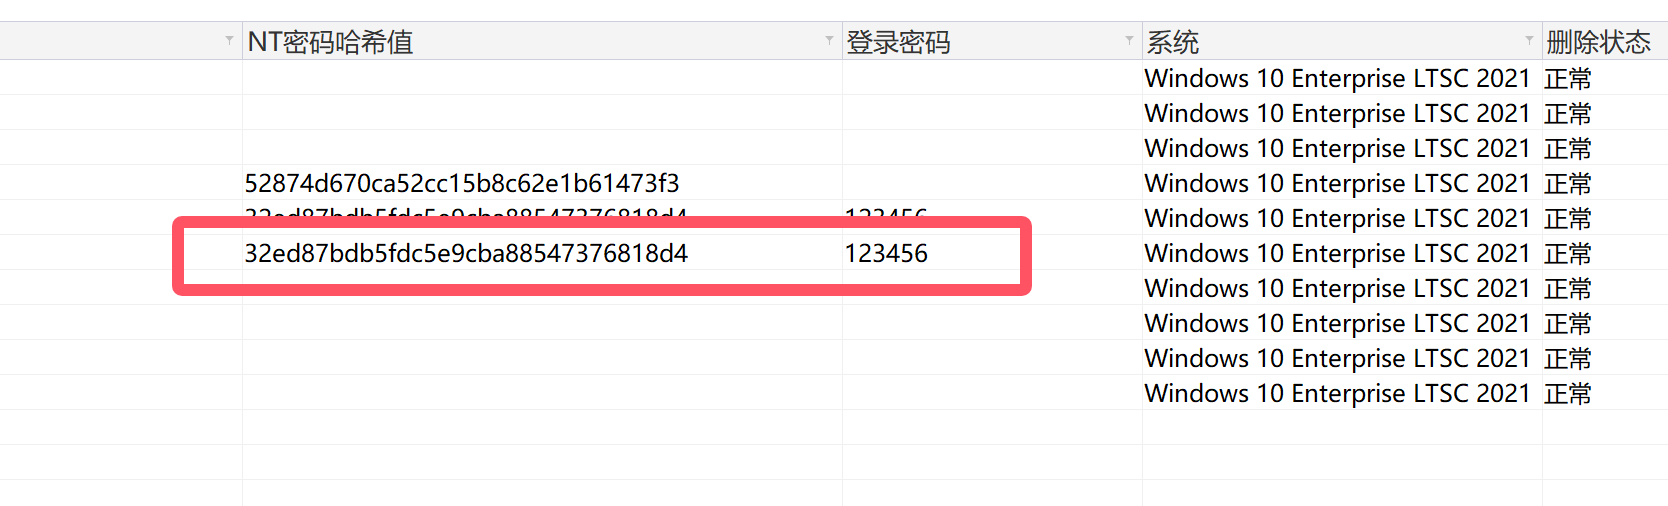 NT密码哈希值 登录密码 系统 删除状态
Windows 10 Enterprise LTSC 2021 正常
Windows 10 Enterprise LTSC 2021 正常
Windows 10 Enterprise LTSC 2021 正常
52874d670ca52cc15b8c62e1b61473f3 Windows 10 Enterprise LTSC 2021 正常
32ed87bdb5fdc5e9cba88547376818d4 123456 Windows 10 Enterprise LTSC 2021 正常
32ed87bdb5fdc5e9cba88547376818d4 123456 Windows 10 Enterprise LTSC 2021 正常
Windows 10 Enterprise LTSC 2021 正常
Windows 10 Enterprise LTSC 2021 正常
Windows 10 Enterprise LTSC 2021 正常
Windows 10 Enterprise LTSC 2021 正常